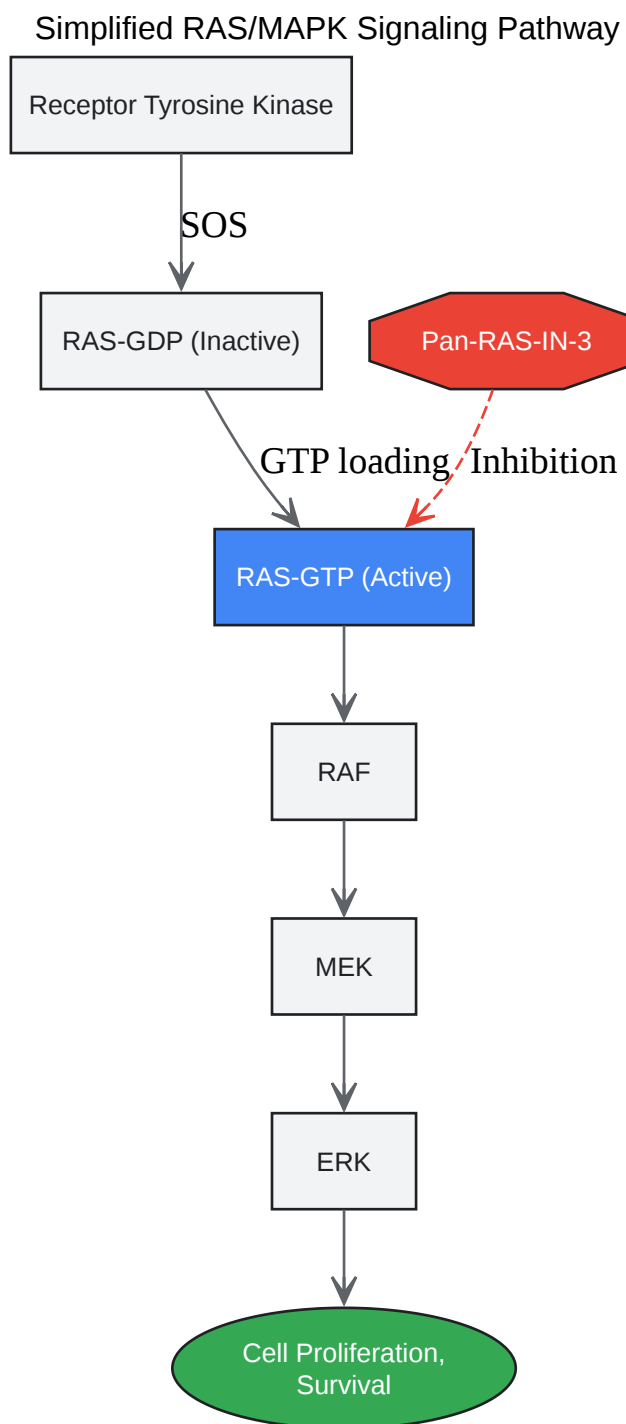 Simplified RAS/MAPK Signaling Pathway
Receptor Tyrosine Kinase
SOS
RAS-GDP (Inactive)
Pan-RAS-IN-3
GTP loading
Inhibition
RAS-GTP (Active)
RAF
MEK
ERK
Cell Proliferation,
Survival